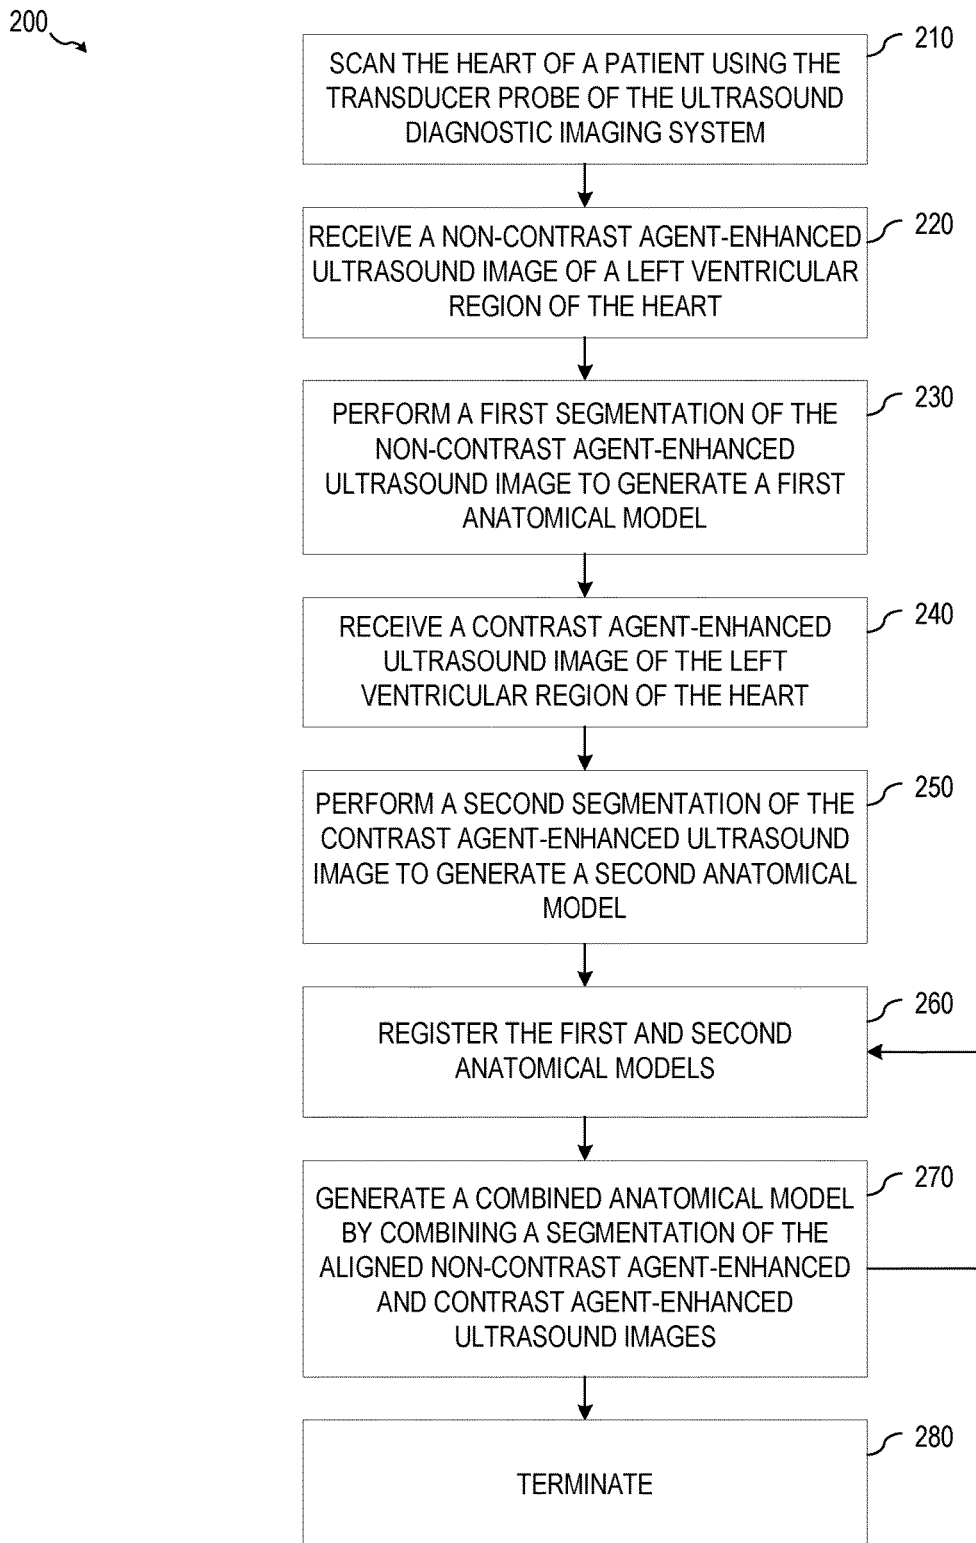 200
210
SCAN THE HEART OF A PATIENT USING THE
TRANSDUCER PROBE OF THE ULTRASOUND
DIAGNOSTIC IMAGING SYSTEM
220
RECEIVE A NON-CONTRAST AGENT-ENHANCED
ULTRASOUND IMAGE OF A LEFT VENTRICULAR
REGION OF THE HEART
230
PERFORM A FIRST SEGMENTATION OF THE
NON-CONTRAST AGENT-ENHANCED
ULTRASOUND IMAGE TO GENERATE A FIRST
ANATOMICAL MODEL
240
RECEIVE A CONTRAST AGENT-ENHANCED
ULTRASOUND IMAGE OF THE LEFT
VENTRICULAR REGION OF THE HEART
250
PERFORM A SECOND SEGMENTATION OF THE
CONTRAST AGENT-ENHANCED ULTRASOUND
IMAGE TO GENERATE A SECOND ANATOMICAL
MODEL
260
REGISTER THE FIRST AND SECOND
ANATOMICAL MODELS
270
GENERATE A COMBINED ANATOMICAL MODEL
BY COMBINING A SEGMENTATION OF THE
ALIGNED NON-CONTRAST AGENT-ENHANCED
AND CONTRAST AGENT-ENHANCED
ULTRASOUND IMAGES
280
TERMINATE